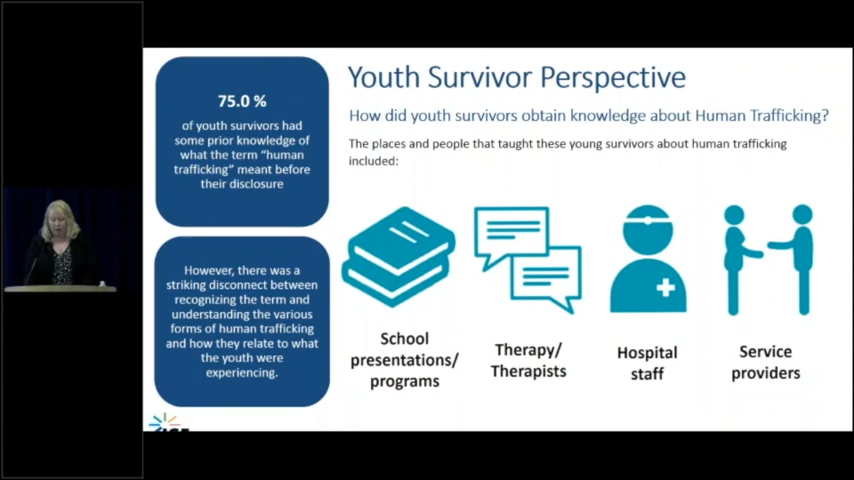 75.0 %
of youth survivors had
some prior knowledge of
what the term “human
trafficking” meant before
their disclosure
However, there was a
striking disconnect between
recognizing the term and
understanding the various
forms of human trafficking
and how they relate to what
the youth were
experiencing.
Youth Survivor Perspective
How did youth survivors obtain knowledge about Human Trafficking?
The places and people that taught these young survivors about human trafficking
included:
School
presentations/
programs
Therapy/
Therapists
Hospital
staff
Service
providers